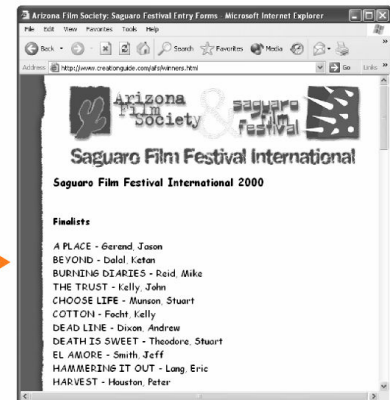 Arizona Film Society: Saguaro Festival Entry Forms - Microsoft Internet Explorer
File Edit View Favorites Tools Help
Back Search Favorites Media
Address http://www.creationguide.com/afs/winners.html Go Links »
Arizona Film Society & saguaro film festival
Saguaro Film Festival International
Saguaro Film Festival International 2000
Finalists
A PLACE - Gerend, Jason
BEYOND - Dalal, Ketan
BURNING DIARIES - Reid, Mike
THE TRUST - Kelly, John
CHOOSE LIFE - Munson, Stuart
COTTON - Focht, Kelly
DEAD LINE - Dixon, Andrew
DEATH IS SWEET - Theodore, Stuart
EL AMORE - Smith, Jeff
HAMMERING IT OUT - Lang, Eric
HARVEST - Houston, Peter